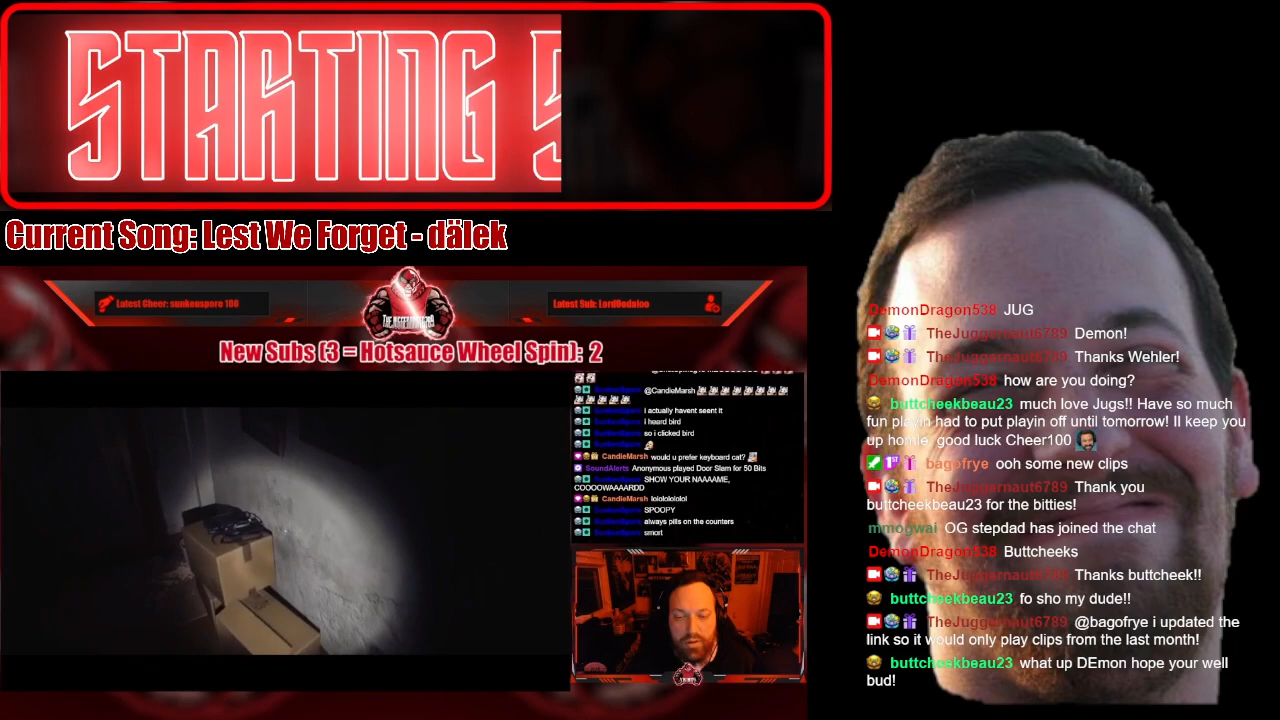 STARTING S
Current Song: Lest We Forget - dälek
Latest Cheer: sunkenspore 100
Latest Sub: LordOodaloo
New Subs (3 = Hotsauce Wheel Spin): 2
@CandleMarsh
i actually havent seent it
i heard bird
so i clicked bird
CandleMarsh would u prefer keyboard cat?
SoundAlerts Anonymous played Door Slam for 50 Bits
SHOW YOUR NAAAAME,
COOOOWAAAARDD
CandleMarsh lolololololol
SPOOPY
always pills on the counters
smort
DemonDragon538 JUG
TheJuggernaut6789 Demon!
TheJuggernaut6789 Thanks Wehler!
DemonDragon538 how are you doing?
buttcheekbeau23 much love Jugs!! Have so much
fun playin had to put playin off until tomorrow! Il keep you
up homie. good luck Cheer100
bagofrye ooh some new clips
TheJuggernaut6789 Thank you
buttcheekbeau23 for the bitties!
mmogwai OG stepdad has joined the chat
DemonDragon538 Buttcheeks
TheJuggernaut6789 Thanks buttcheek!!
buttcheekbeau23 fo sho my dude!!
TheJuggernaut6789 @bagofrye i updated the
link so it would only play clips from the last month!
buttcheekbeau23 what up DEmon hope your well
bud!